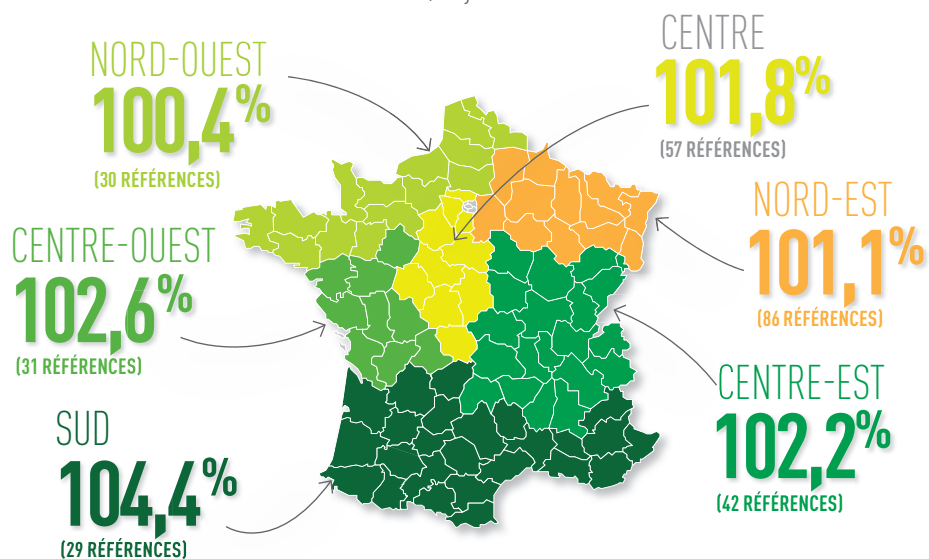 NORD-OUEST
100,4%
(30 RÉFÉRENCES)
CENTRE
101,8%
(57 RÉFÉRENCES)
NORD-EST
101,1%
(86 RÉFÉRENCES)
CENTRE-OUEST
102,6%
(31 RÉFÉRENCES)
CENTRE-EST
102,2%
(42 RÉFÉRENCES)
SUD
104,4%
(29 RÉFÉRENCES)